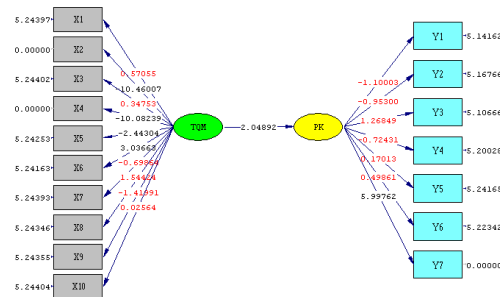 5.24397 X1
0.00000 X2
5.24402 X3
0.00000 X4
5.24253 X5
5.24163 X6
5.24393 X7
5.24346 X8
5.24355 X9
5.24404 X10
0.57055
-10.46007
0.34753
-10.08239
-2.44304
3.03663
-0.69864
1.54424
-1.41991
0.02564
TQM
2.04892
PK
-1.10003
-0.95300
1.26849
-0.72431
0.17013
0.49861
5.99762
Y1 5.14162
Y2 5.16766
Y3 5.10666
Y4 5.20028
Y5 5.24165
Y6 5.22342
Y7 0.00000